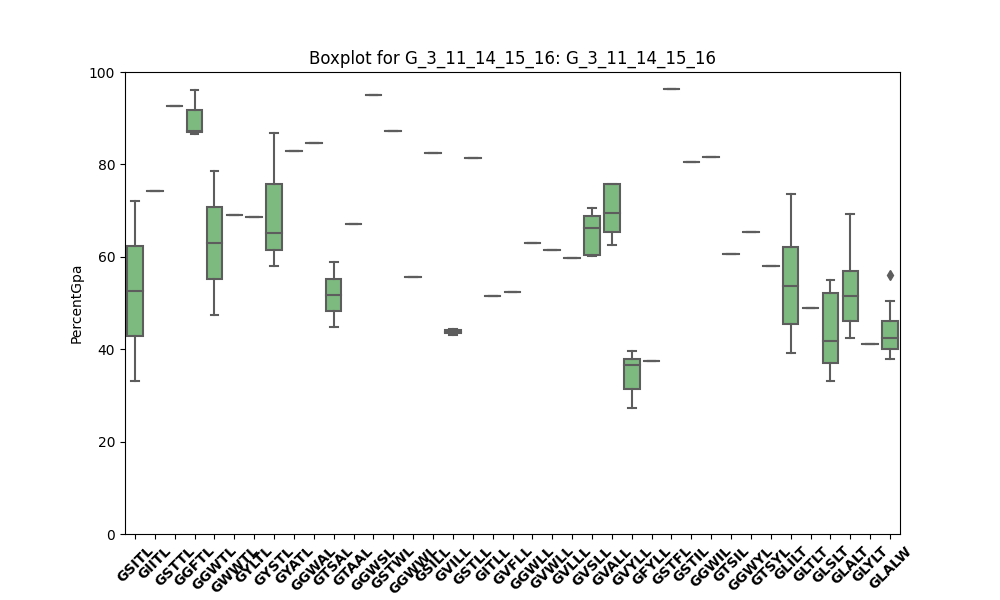 Boxplot for G_3_11_14_15_16: G_3_11_14_15_16
PercentGpa
100
80
60
40
20
0
GSITL
GIITL
GSTTL
GGFTL
GGWTL
GWWTL
GYLTL
GYSTL
GYATL
GGWAL
GTSAL
GTAAL
GGWSL
GSTWL
GGWWL
GSILL
GVILL
GSTLL
GITLL
GVFLL
GGWLL
GVWLL
GVLLL
GVSLL
GVALL
GVYLL
GFYLL
GSTFL
GSTIL
GGWIL
GTSIL
GGWYL
GTSYL
GLILT
GLTLT
GLSLT
GLALT
GLYLT
GLALW